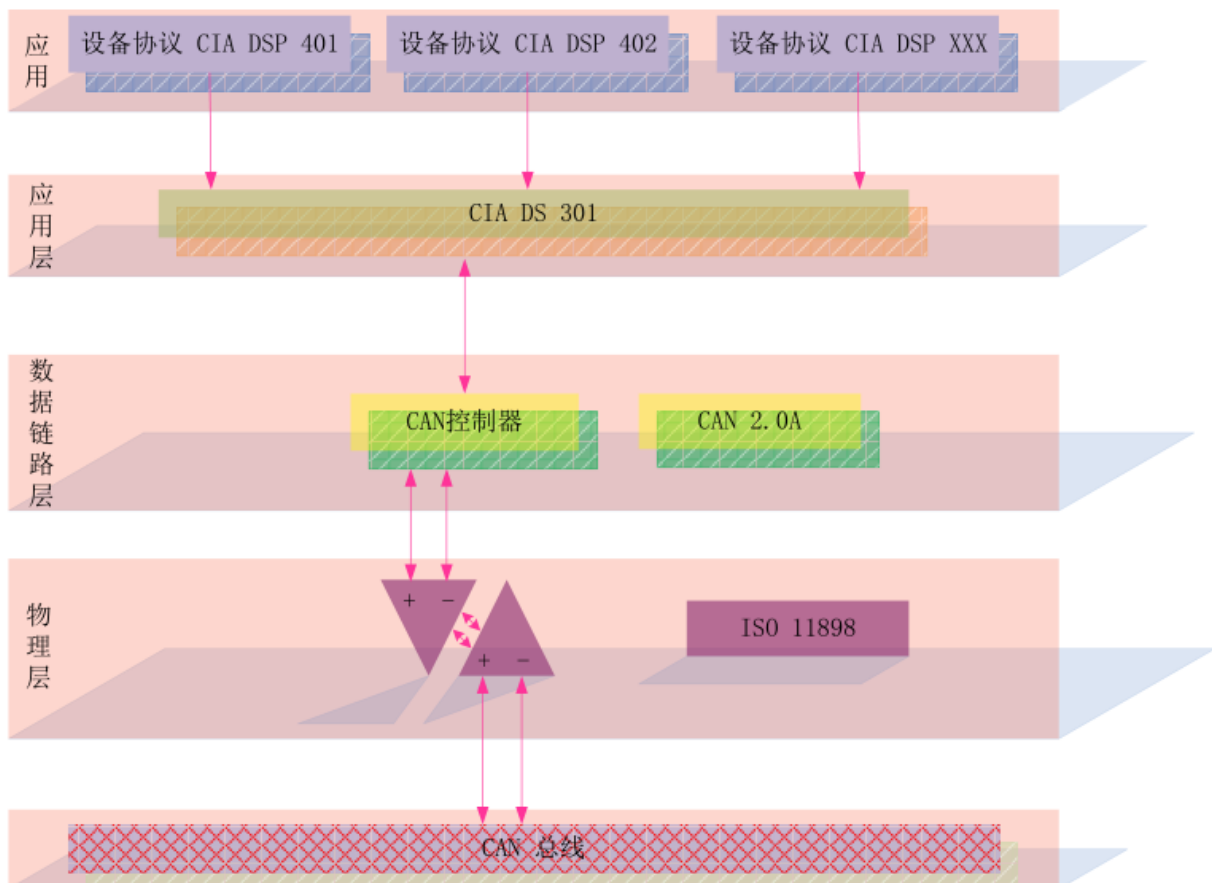 应用
设备协议 CIA DSP 401
设备协议 CIA DSP 402
设备协议 CIA DSP XXX
应用层
CIA DS 301
数据链路层
CAN控制器
CAN 2.0A
物理层
+ −
+ −
ISO 11898
CAN 总线